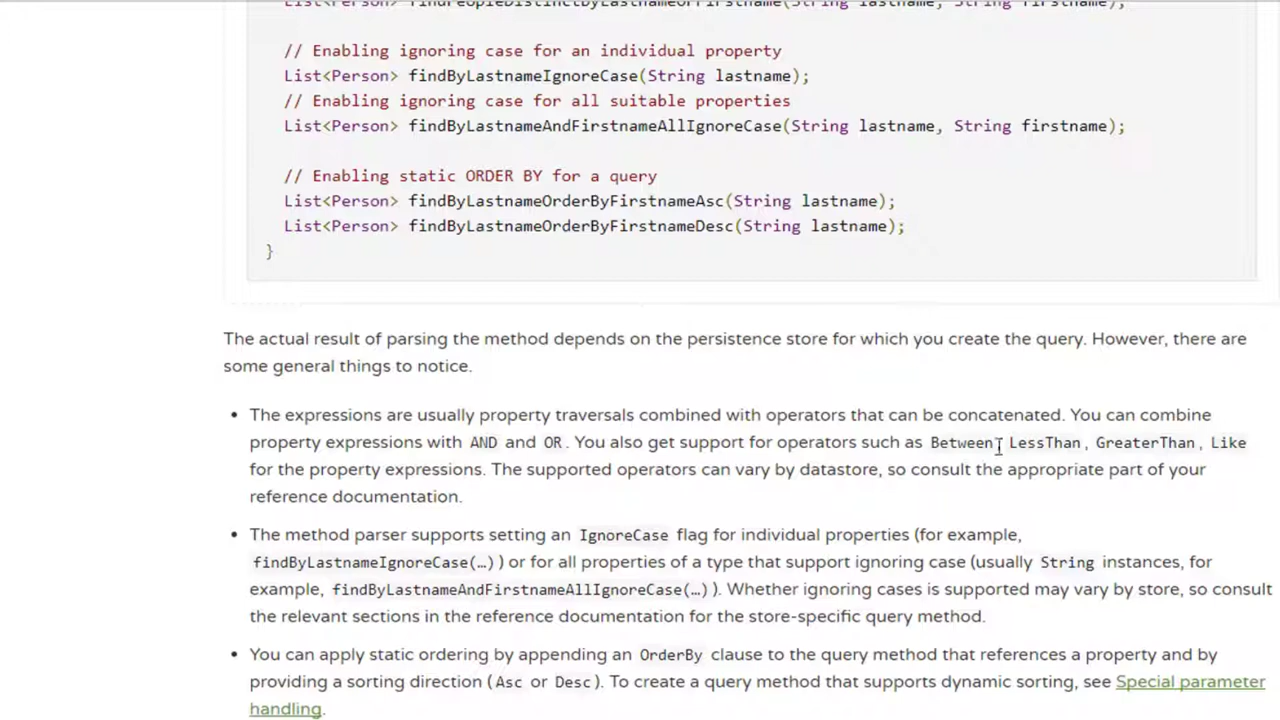 List<Person> findPeopleDistinctByLastnameOrFirstname(String lastname, String firstname);
// Enabling ignoring case for an individual property
List<Person> findByLastnameIgnoreCase(String lastname);
// Enabling ignoring case for all suitable properties
List<Person> findByLastnameAndFirstnameAllIgnoreCase(String lastname, String firstname);
// Enabling static ORDER BY for a query
List<Person> findByLastnameOrderByFirstnameAsc(String lastname);
List<Person> findByLastnameOrderByFirstnameDesc(String lastname);
}
The actual result of parsing the method depends on the persistence store for which you create the query. However, there are
some general things to notice.
• The expressions are usually property traversals combined with operators that can be concatenated. You can combine
property expressions with AND and OR. You also get support for operators such as Between, LessThan, GreaterThan, Like
for the property expressions. The supported operators can vary by datastore, so consult the appropriate part of your
reference documentation.
• The method parser supports setting an IgnoreCase flag for individual properties (for example,
findByLastnameIgnoreCase(…)) or for all properties of a type that support ignoring case (usually String instances, for
example, findByLastnameAndFirstnameAllIgnoreCase(…)). Whether ignoring cases is supported may vary by store, so consult
the relevant sections in the reference documentation for the store-specific query method.
• You can apply static ordering by appending an OrderBy clause to the query method that references a property and by
providing a sorting direction (Asc or Desc). To create a query method that supports dynamic sorting, see Special parameter
handling.